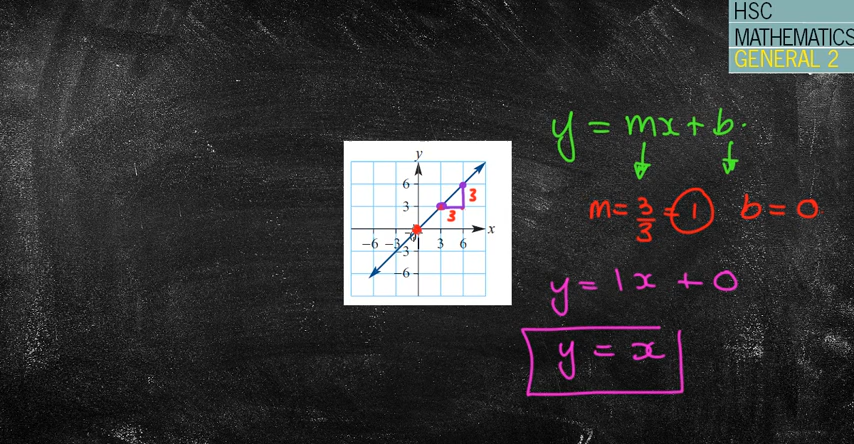 HSC
MATHEMATICS
GENERAL 2
y = mx + b.
m = 3/3 = 1 b = 0
y = 1x + 0
y = x
y
6
3
3
3
-6 -3 0 3 6 x
-3
-6